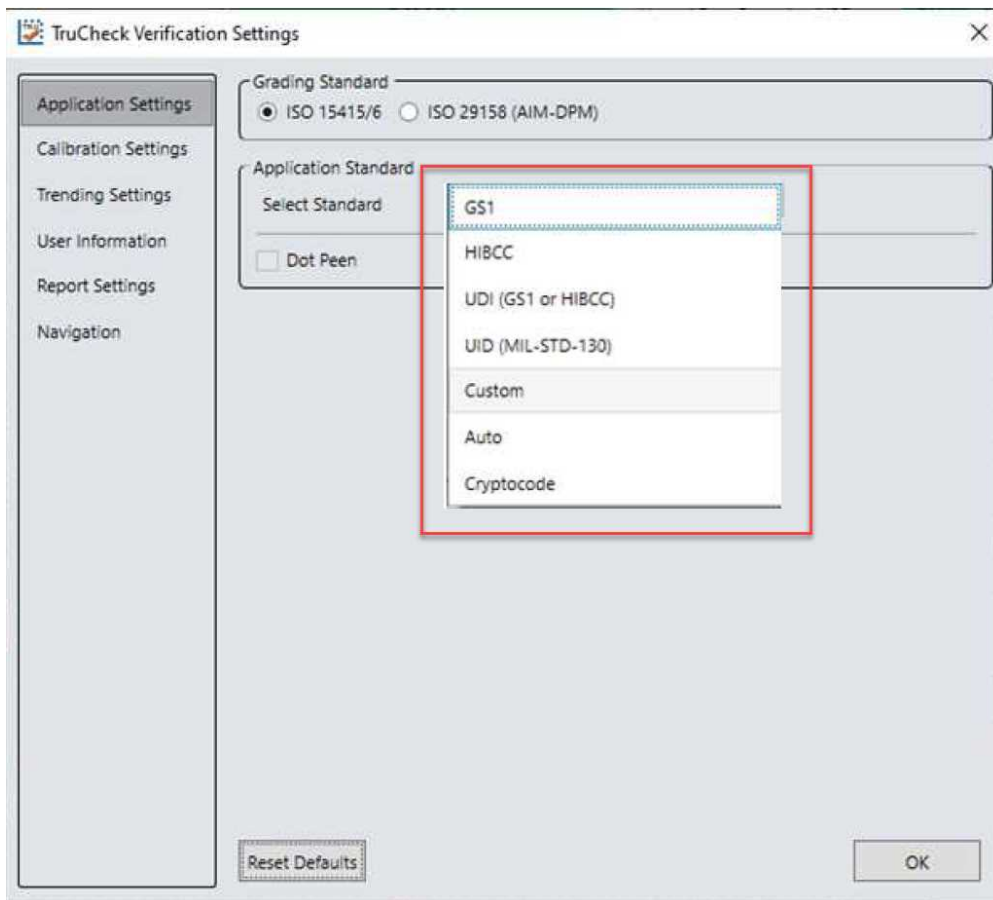 TruCheck Verification Settings
Application Settings
Calibration Settings
Trending Settings
User Information
Report Settings
Navigation
Grading Standard
ISO 15415/6
ISO 29158 (AIM-DPM)
Application Standard
Select Standard
GS1
HIBCC
UDI (GS1 or HIBCC)
UID (MIL-STD-130)
Custom
Auto
Cryptocode
Dot Peen
Reset Defaults
OK